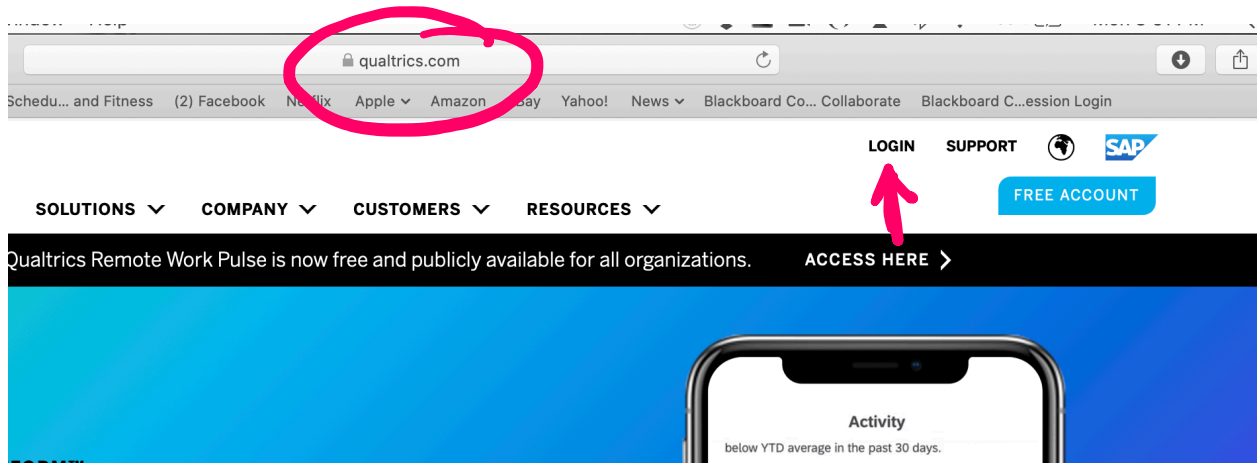 qualtrics.com
Schedu... and Fitness (2) Facebook Netflix Apple Amazon Yahoo! News Blackboard Co... Collaborate Blackboard C...ession Login
LOGIN SUPPORT SAP
FREE ACCOUNT
SOLUTIONS COMPANY CUSTOMERS RESOURCES
Qualtrics Remote Work Pulse is now free and publicly available for all organizations. ACCESS HERE
Activity
below YTD average in the past 30 days.